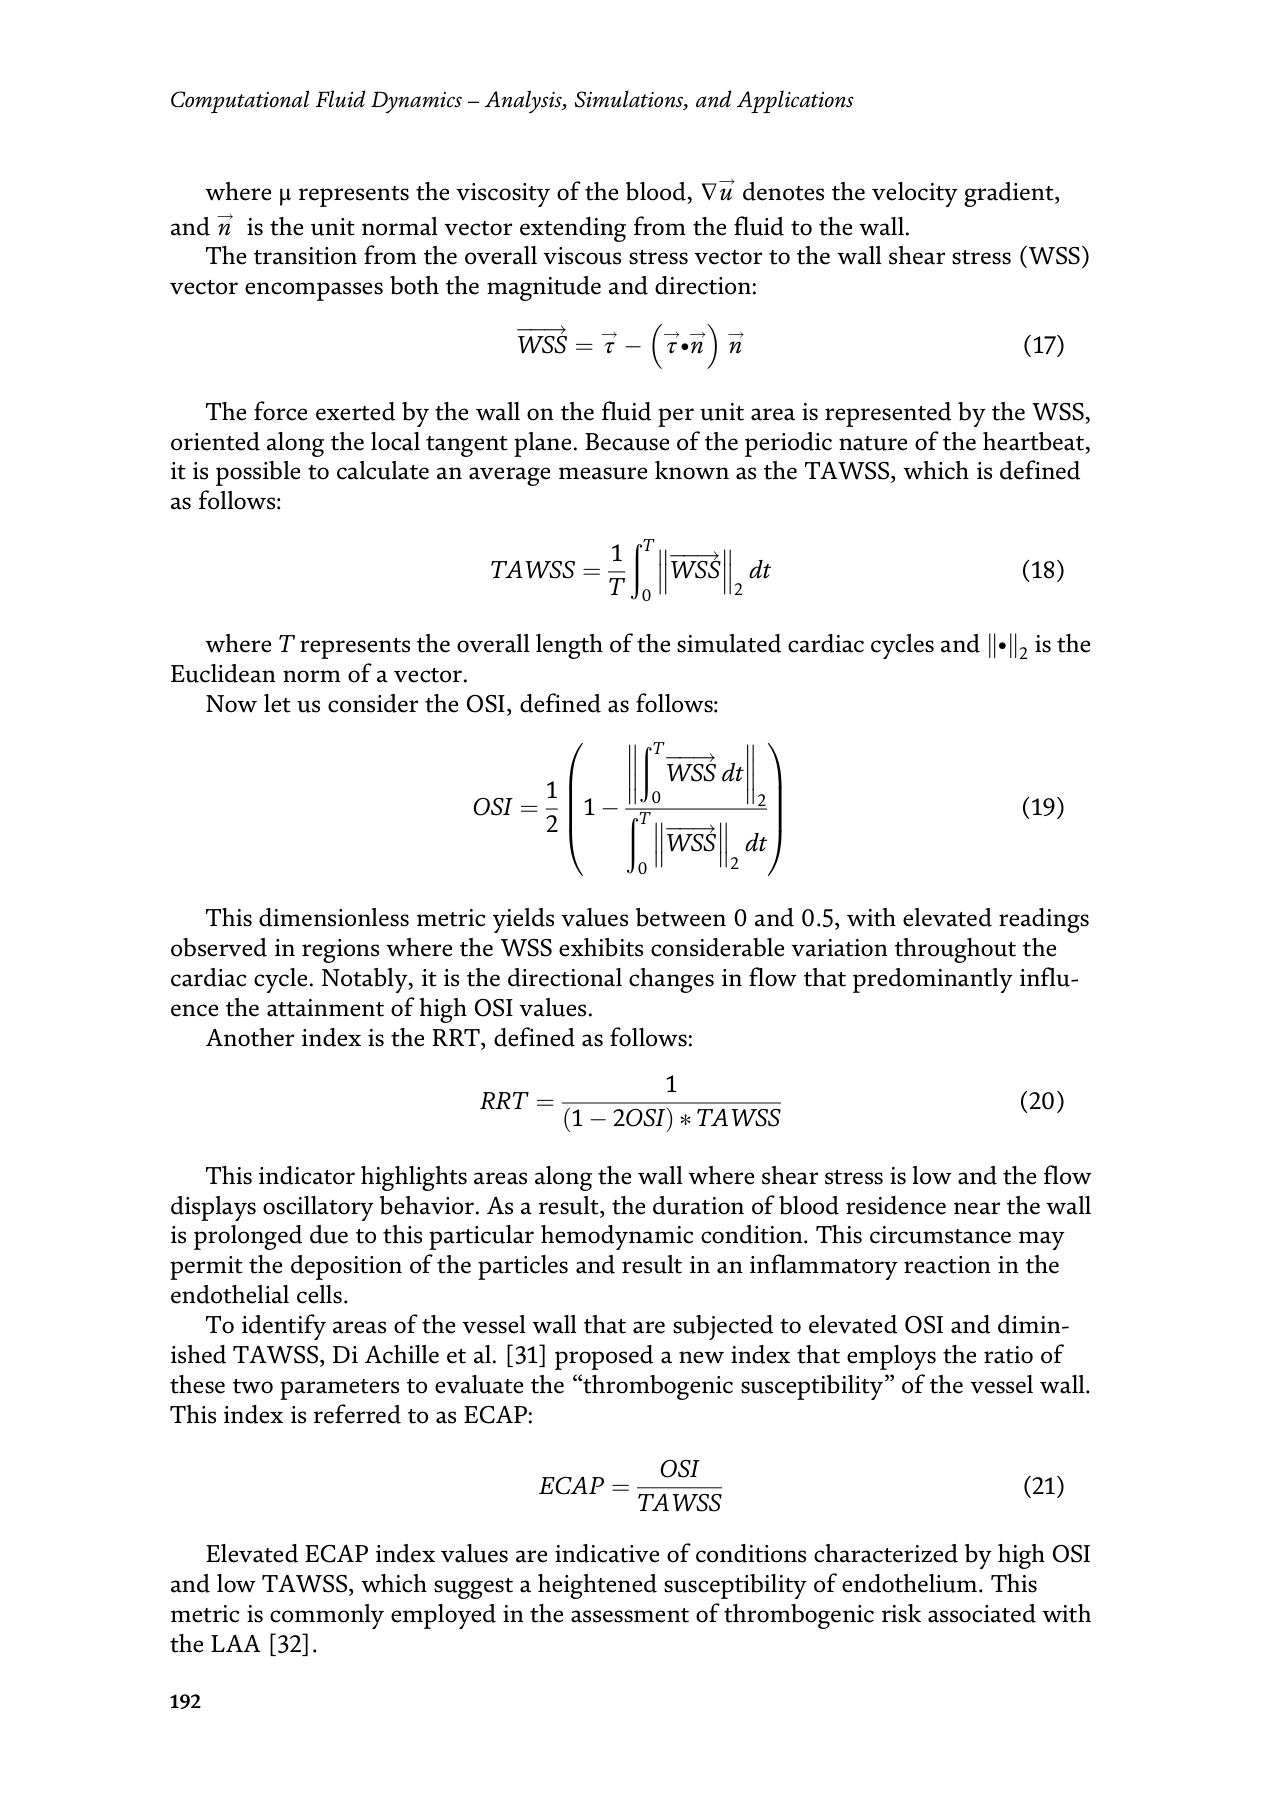 Computational Fluid Dynamics – Analysis, Simulations, and Applications
where μ represents the viscosity of the blood, ∇u⃗ denotes the velocity gradient,
and n⃗ is the unit normal vector extending from the fluid to the wall.
The transition from the overall viscous stress vector to the wall shear stress (WSS)
vector encompasses both the magnitude and direction:
$\overrightarrow{WSS} = \vec{\tau} - \left(\vec{\tau} \bullet \vec{n}\right) \vec{n}$ (17)
The force exerted by the wall on the fluid per unit area is represented by the WSS,
oriented along the local tangent plane. Because of the periodic nature of the heartbeat,
it is possible to calculate an average measure known as the TAWSS, which is defined
as follows:
$TAWSS = \frac{1}{T} \int_0^T \left\| \overrightarrow{WSS} \right\|_2 dt$ (18)
where T represents the overall length of the simulated cardiac cycles and ‖•‖₂ is the
Euclidean norm of a vector.
Now let us consider the OSI, defined as follows:
$OSI = \frac{1}{2} \left( 1 - \frac{\left\| \int_0^T \overrightarrow{WSS}\, dt \right\|_2}{\int_0^T \left\| \overrightarrow{WSS} \right\|_2 dt} \right)$ (19)
This dimensionless metric yields values between 0 and 0.5, with elevated readings
observed in regions where the WSS exhibits considerable variation throughout the
cardiac cycle. Notably, it is the directional changes in flow that predominantly influ-
ence the attainment of high OSI values.
Another index is the RRT, defined as follows:
$RRT = \frac{1}{(1 - 2OSI) * TAWSS}$ (20)
This indicator highlights areas along the wall where shear stress is low and the flow
displays oscillatory behavior. As a result, the duration of blood residence near the wall
is prolonged due to this particular hemodynamic condition. This circumstance may
permit the deposition of the particles and result in an inflammatory reaction in the
endothelial cells.
To identify areas of the vessel wall that are subjected to elevated OSI and dimin-
ished TAWSS, Di Achille et al. [31] proposed a new index that employs the ratio of
these two parameters to evaluate the “thrombogenic susceptibility” of the vessel wall.
This index is referred to as ECAP:
$ECAP = \frac{OSI}{TAWSS}$ (21)
Elevated ECAP index values are indicative of conditions characterized by high OSI
and low TAWSS, which suggest a heightened susceptibility of endothelium. This
metric is commonly employed in the assessment of thrombogenic risk associated with
the LAA [32].
192